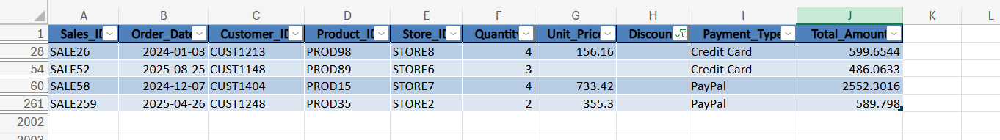 A B C D E F G H I J K L
1 Sales_ID Order_Date Customer_ID Product_ID Store_ID Quantity Unit_Price Discoun Payment_Type Total_Amoun
28 SALE26 2024-01-03 CUST1213 PROD98 STORE8 4 156.16 Credit Card 599.6544
54 SALE52 2025-08-25 CUST1148 PROD89 STORE6 3 Credit Card 486.0633
60 SALE58 2024-12-07 CUST1404 PROD15 STORE7 4 733.42 PayPal 2552.3016
261 SALE259 2025-04-26 CUST1248 PROD35 STORE2 2 355.3 PayPal 589.798
2002
2003